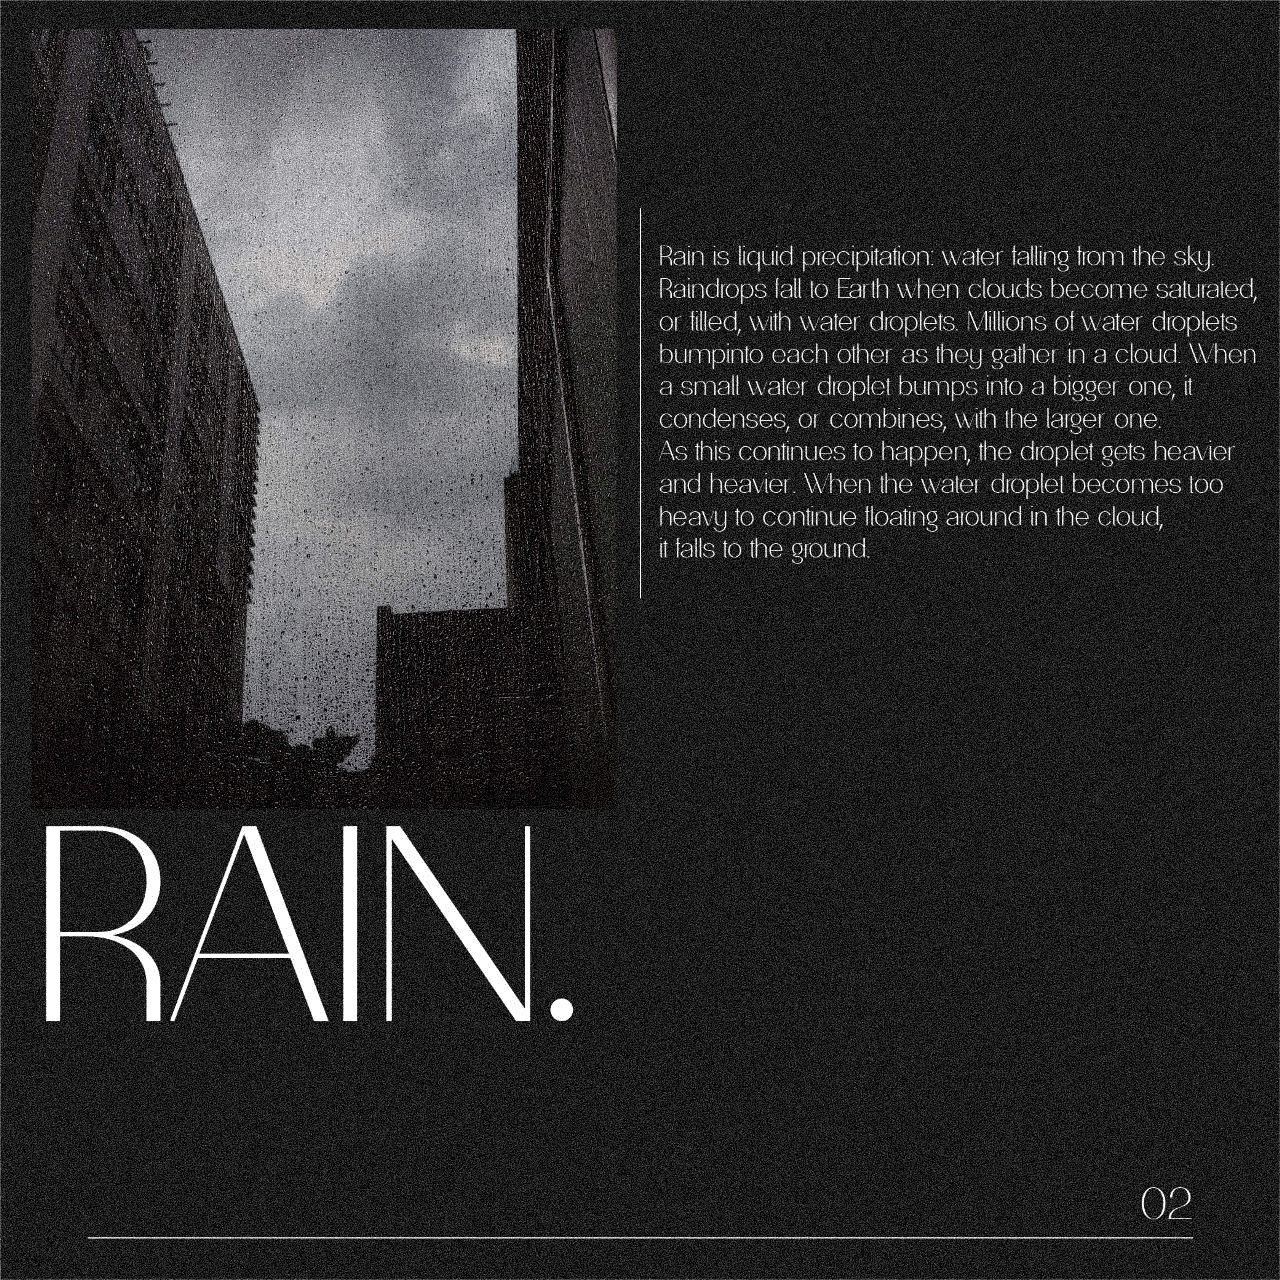 Rain is liquid precipitation: water falling from the sky.
Raindrops fall to Earth when clouds become saturated,
or filled, with water droplets. Millions of water droplets
bumpinto each other as they gather in a cloud. When
a small water droplet bumps into a bigger one, it
condenses, or combines, with the larger one.
As this continues to happen, the droplet gets heavier
and heavier. When the water droplet becomes too
heavy to continue floating around in the cloud,
it falls to the ground.
RAIN.
02